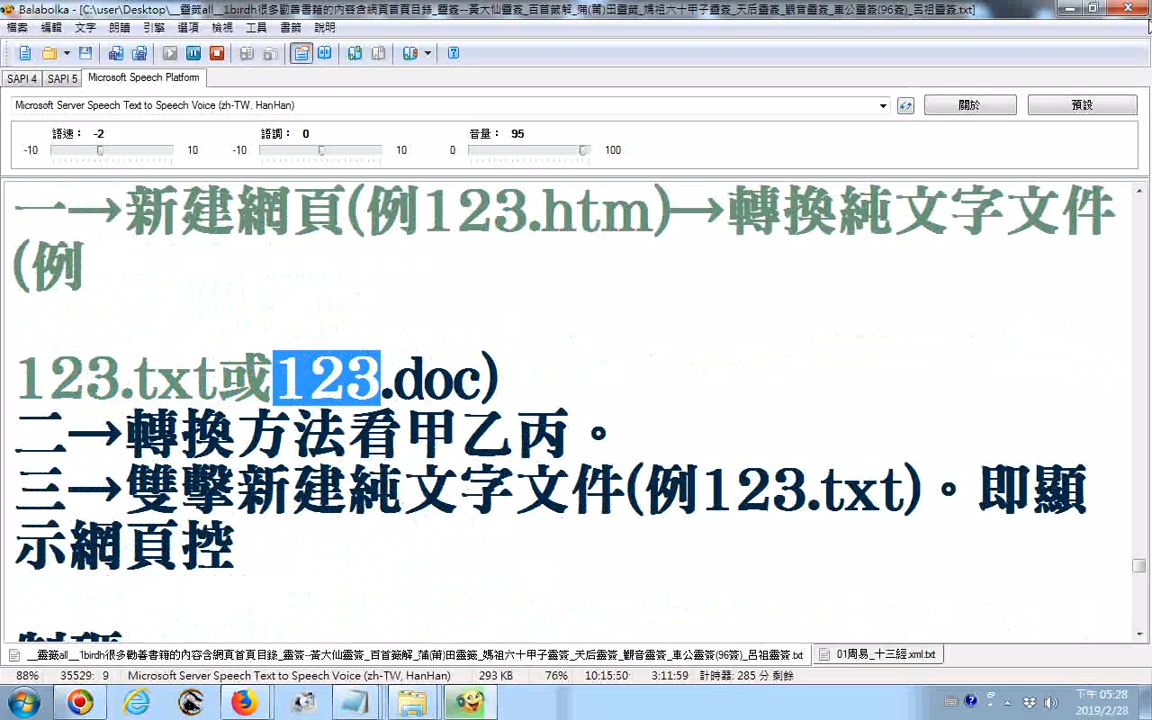 Balabolka - [C:\user\Desktop\__靈籤all__1birdh很多勸善書籍的內容含網頁首頁目錄_靈簽--黃大仙靈簽_百首籤解_蒲(莆)田靈籤_媽祖六十甲子靈簽_天后靈簽_觀音靈簽_車公靈簽(96簽)_呂祖靈簽.txt]
檔案 編輯 文字 朗讀 引擎 選項 檢視 工具 書籤 說明
SAPI 4 SAPI 5 Microsoft Speech Platform
Microsoft Server Speech Text to Speech Voice (zh-TW, HanHan) 關於 預設
語速： -2 語調： 0 音量： 95
-10 10 -10 10 0 100
一→新建網頁(例123.htm)→轉換純文字文件
(例
123.txt或123.doc)
二→轉換方法看甲乙丙。
三→雙擊新建純文字文件(例123.txt)。即顯
示網頁控
__靈籤all__1birdh很多勸善書籍的內容含網頁首頁目錄_靈簽--黃大仙靈簽_百首籤解_蒲(莆)田靈籤_媽祖六十甲子靈簽_天后靈簽_觀音靈簽_車公靈簽(96簽)_呂祖靈簽.txt 01周易_十三經.xml.txt
88% 35529: 9 Microsoft Server Speech Text to Speech Voice (zh-TW, HanHan) 293 KB 76% 10:15:50 3:11:59 計時器: 285 分 剩餘
下午 05:28
2019/2/28